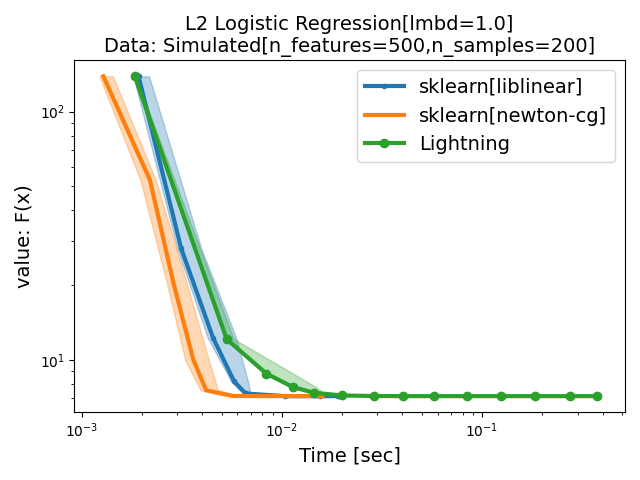 L2 Logistic Regression[lmbd=1.0]
Data: Simulated[n_features=500,n_samples=200]
sklearn[liblinear]
sklearn[newton-cg]
Lightning
value: F(x)
10²
10¹
10⁻³
10⁻²
10⁻¹
Time [sec]